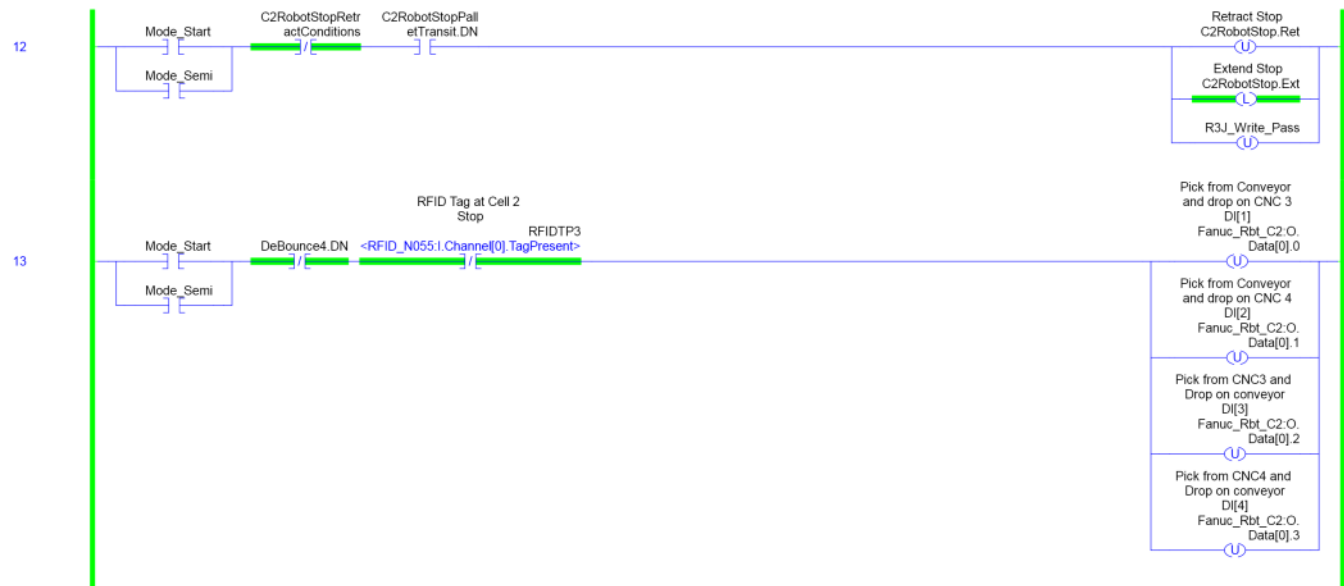 12
Mode_Start
C2RobotStopRetr
actConditions
C2RobotStopPall
etTransit.DN
Retract Stop
C2RobotStop.Ret
U
Mode_Semi
Extend Stop
C2RobotStop.Ext
L
R3J_Write_Pass
U
13
Mode_Start
DeBounce4.DN
RFID Tag at Cell 2
Stop
RFIDTP3
<RFID_N055:I.Channel[0].TagPresent>
Mode_Semi
Pick from Conveyor
and drop on CNC 3
DI[1]
Fanuc_Rbt_C2:O.
Data[0].0
U
Pick from Conveyor
and drop on CNC 4
DI[2]
Fanuc_Rbt_C2:O.
Data[0].1
U
Pick from CNC3 and
Drop on conveyor
DI[3]
Fanuc_Rbt_C2:O.
Data[0].2
U
Pick from CNC4 and
Drop on conveyor
DI[4]
Fanuc_Rbt_C2:O.
Data[0].3
U